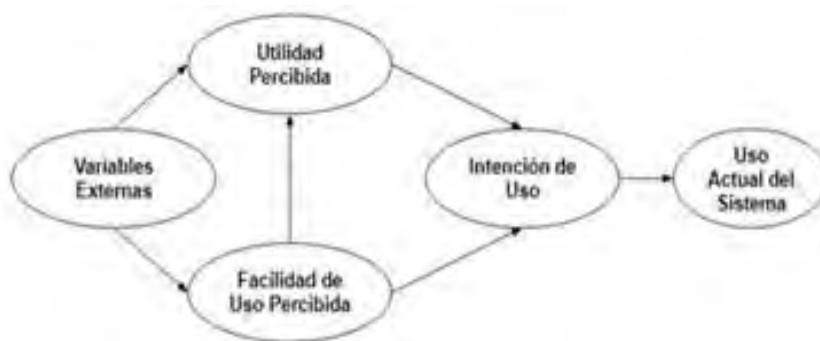 Utilidad
Percibida
Variables
Externas
Intención de
Uso
Uso
Actual del
Sistema
Facilidad de
Uso Percibida